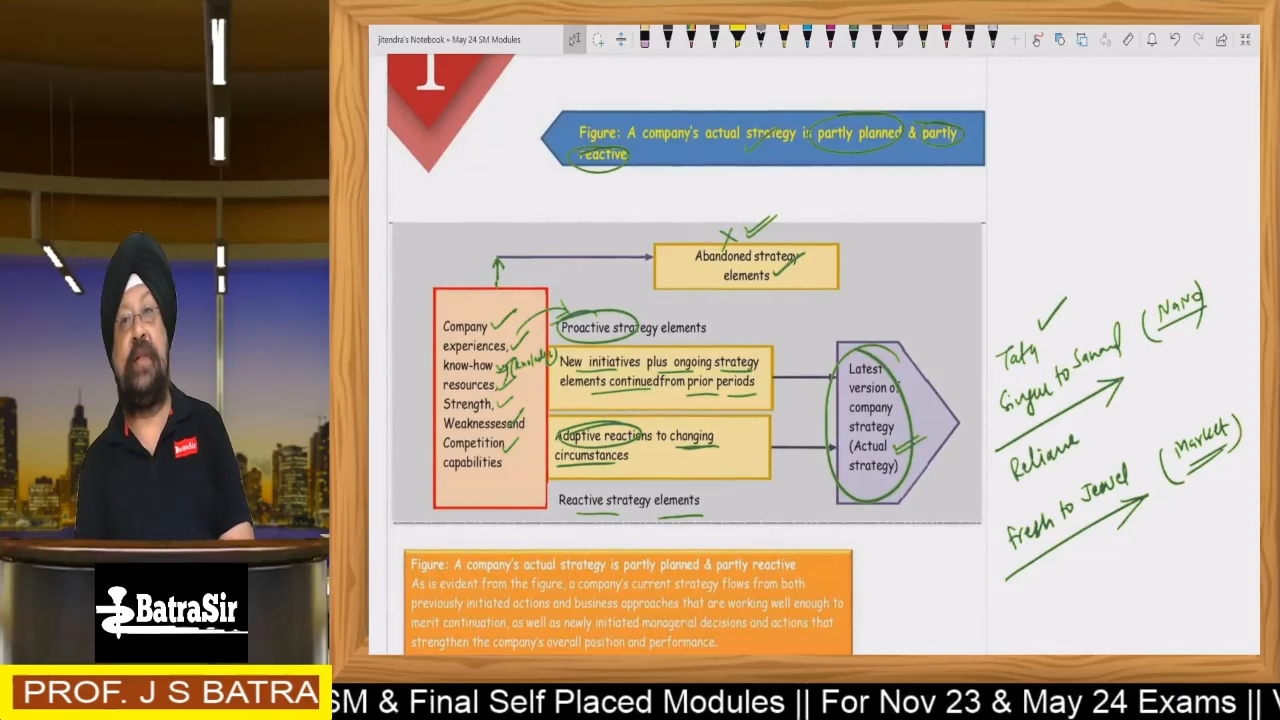 jitendra's Notebook » May 24 SM Modules
1
Figure: A company's actual strategy is partly planned & partly
reactive
Abandoned strategy
elements
Company
experiences,
know-how
resources,
Strength,
Weaknessesand
Competition
capabilities
Proactive strategy elements
New initiatives plus ongoing strategy
elements continuedfrom prior periods
Adaptive reactions to changing
circumstances
Reactive strategy elements
Latest
version of
company
strategy
(Actual
strategy)
Tata
Singur to Sanand (NANO)
Reliance
Fresh to Jewel (Market)
Figure: A company's actual strategy is partly planned & partly reactive
As is evident from the figure, a company's current strategy flows from both
previously initiated actions and business approaches that are working well enough to
merit continuation, as well as newly initiated managerial decisions and actions that
strengthen the company's overall position and performance.
BatraSir
BatraSir
PROF. J S BATRA
SM & Final Self Placed Modules || For Nov 23 & May 24 Exams ||